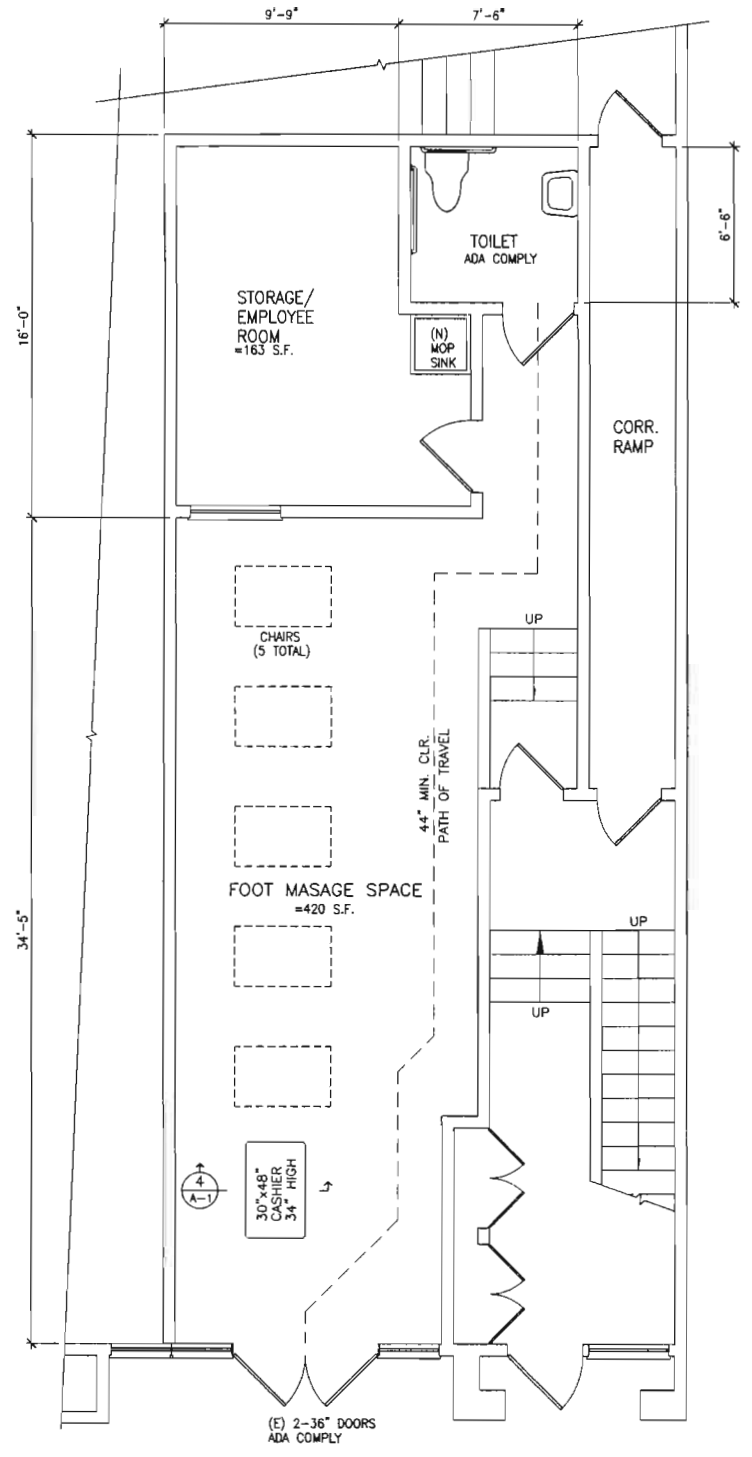 9'-9"
7'-6"
6'-6"
16'-0"
34'-5"
TOILET
ADA COMPLY
STORAGE/
EMPLOYEE
ROOM
=163 S.F.
(N)
MOP
SINK
CORR.
RAMP
CHAIRS
(5 TOTAL)
UP
44" MIN. CLR.
PATH OF TRAVEL
FOOT MASAGE SPACE
=420 S.F.
UP
UP
4
A-1
30"x48"
CASHIER
34" HIGH
(E) 2-36" DOORS
ADA COMPLY